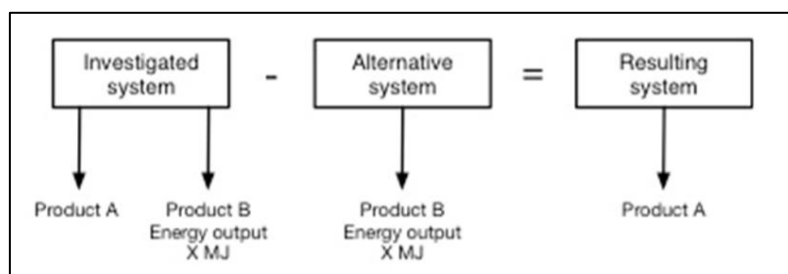 Investigated system
-
Alternative system
=
Resulting system
Product A
Product B
Energy output
X MJ
Product B
Energy output
X MJ
Product A